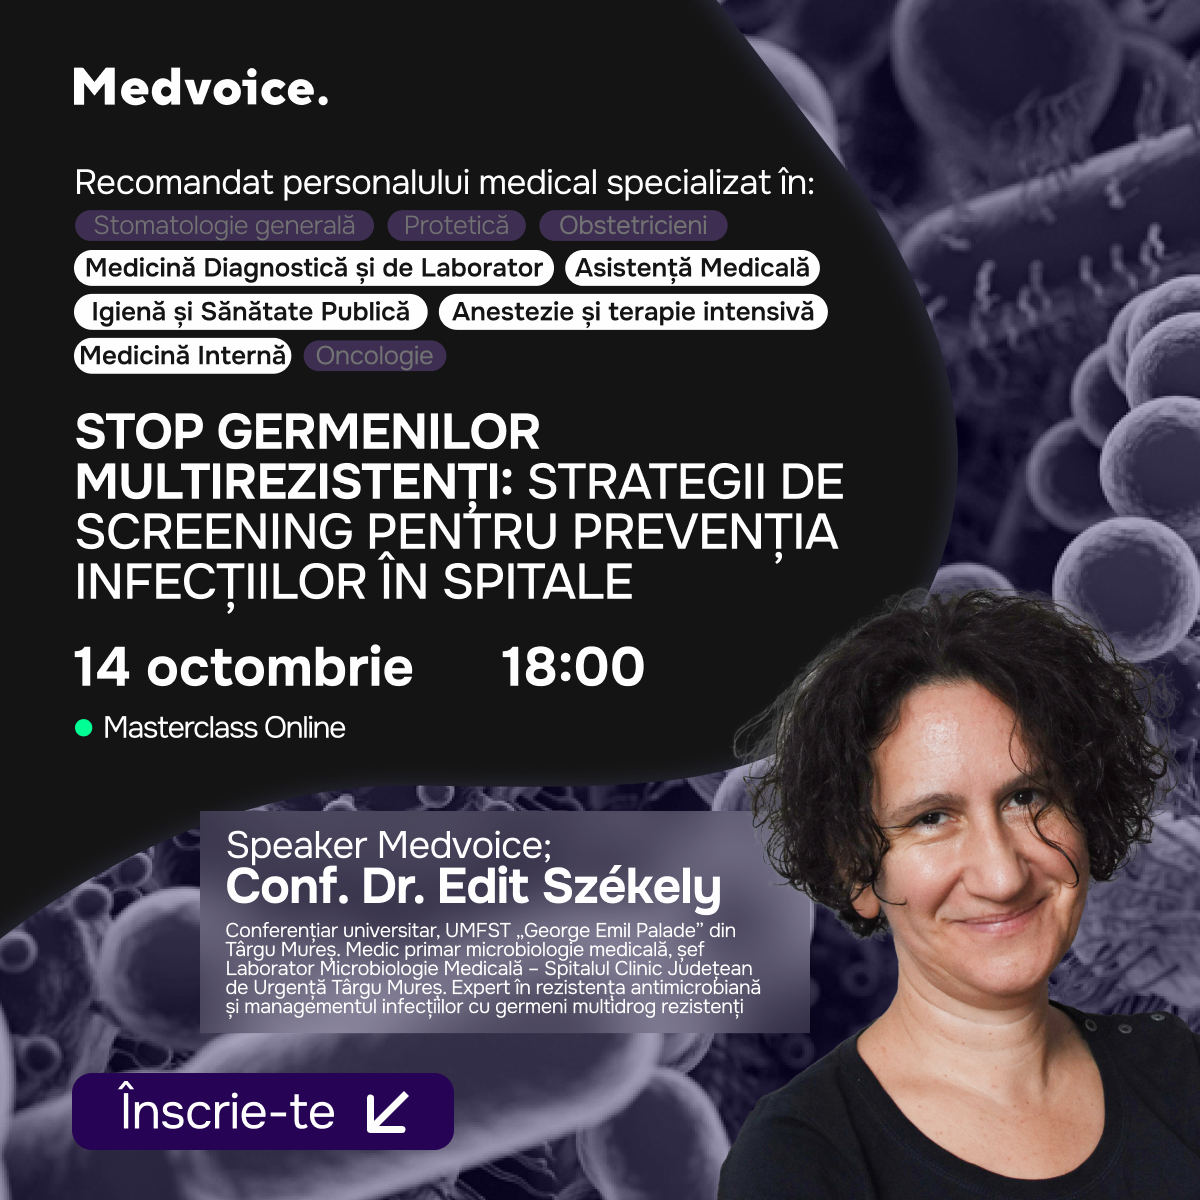 Medvoice.
Recomandat personalului medical specializat în:
Stomatologie generală Protetică Obstetricieni
Medicină Diagnostică și de Laborator Asistență Medicală
Igienă și Sănătate Publică Anestezie și terapie intensivă
Medicină Internă Oncologie
STOP GERMENILOR
MULTIREZISTENȚI: STRATEGII DE
SCREENING PENTRU PREVENȚIA
INFECȚIILOR ÎN SPITALE
14 octombrie 18:00
Masterclass Online
Speaker Medvoice;
Conf. Dr. Edit Székely
Conferențiar universitar, UMFST „George Emil Palade” din
Târgu Mureș. Medic primar microbiologie medicală, șef
Laborator Microbiologie Medicală – Spitalul Clinic Județean
de Urgență Târgu Mureș. Expert în rezistența antimicrobiană
și managementul infecțiilor cu germeni multidrog rezistenți
Înscrie-te